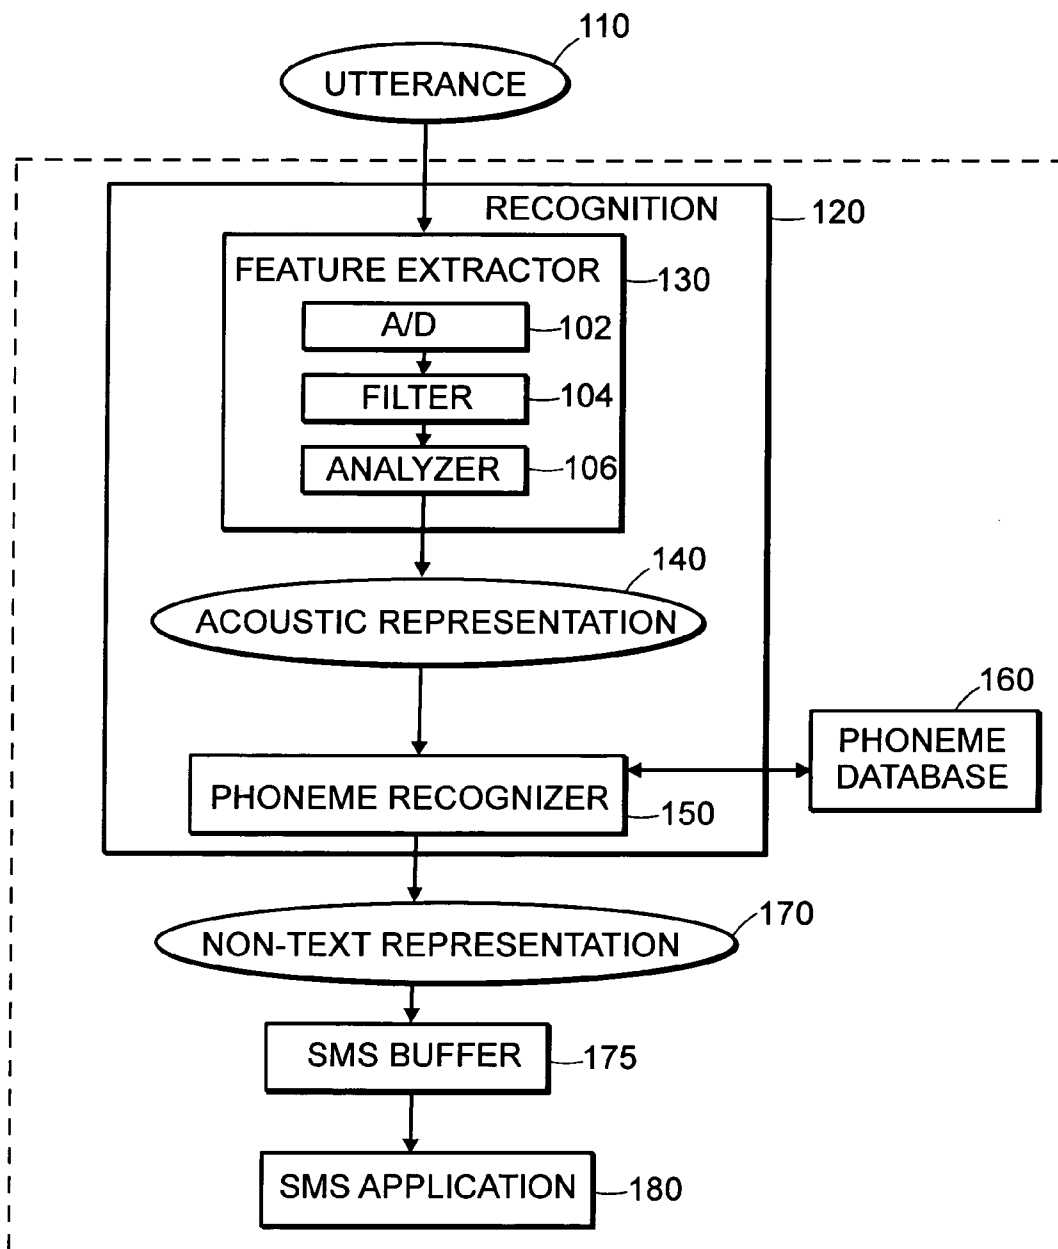 110
UTTERANCE
RECOGNITION
120
FEATURE EXTRACTOR
130
A/D
102
FILTER
104
ANALYZER
106
140
ACOUSTIC REPRESENTATION
160
PHONEME
DATABASE
PHONEME RECOGNIZER
150
170
NON-TEXT REPRESENTATION
SMS BUFFER
175
SMS APPLICATION
180